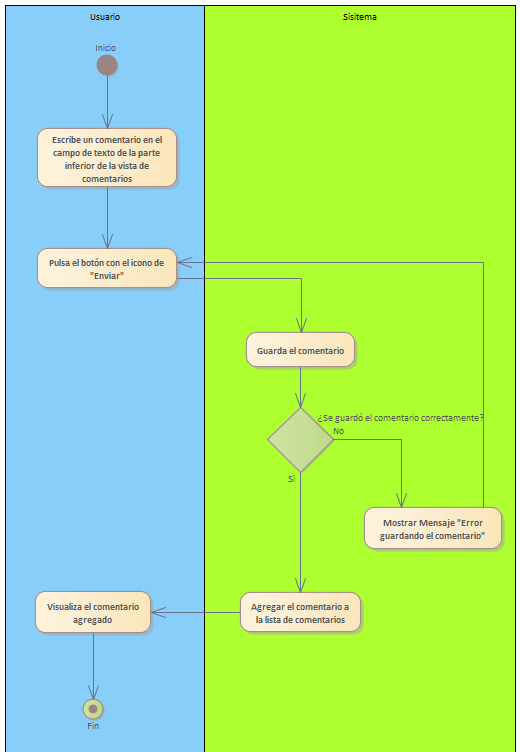 Usuario
Sisitema
Inicio
Escribe un comentario en el
campo de texto de la parte
inferior de la vista de
comentarios
Pulsa el botón con el icono de
"Enviar"
Guarda el comentario
¿Se guardó el comentario correctamente?
No
Si
Mostrar Mensaje "Error
guardando el comentario"
Agregar el comentario a
la lista de comentarios
Visualiza el comentario
agregado
Fin